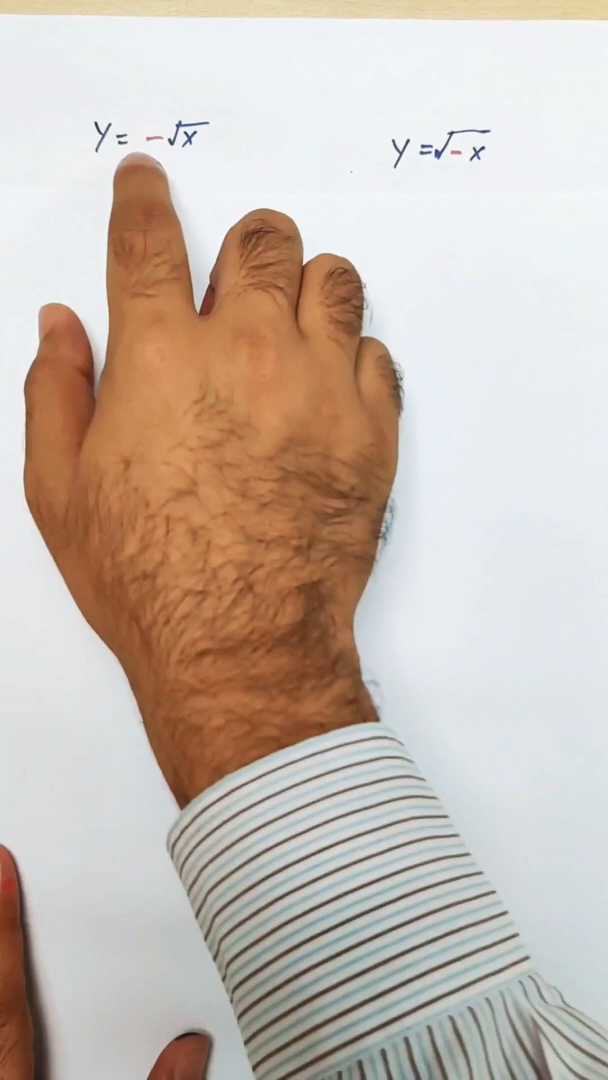 y = -√x
y = √-x